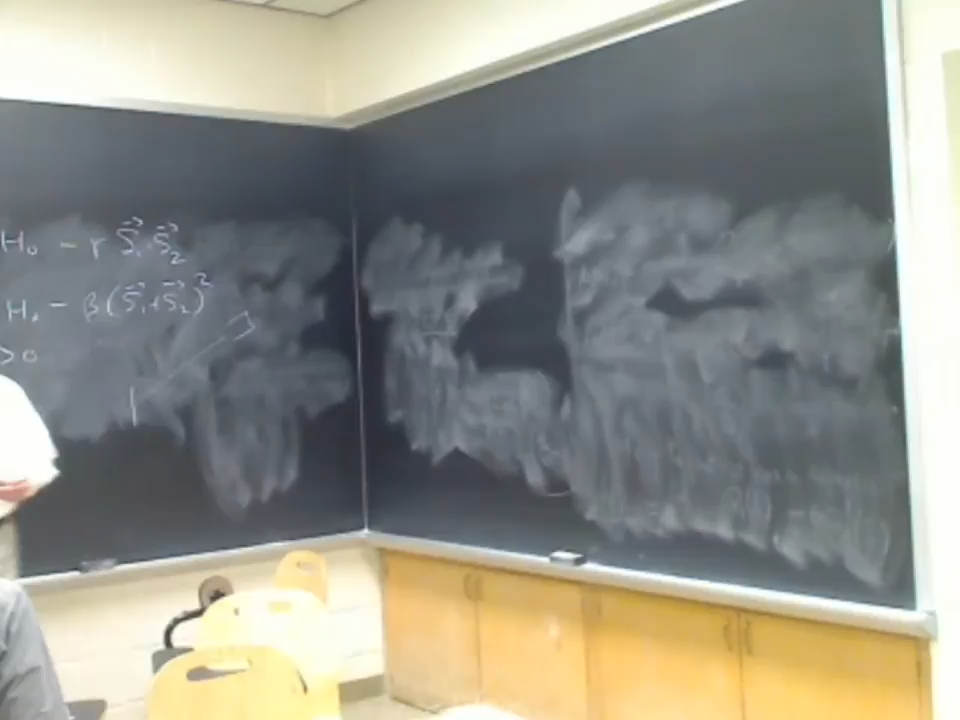 H₀ - r S⃗₁·S⃗₂
H₀ - β(S⃗₁+S⃗₂)²
>0